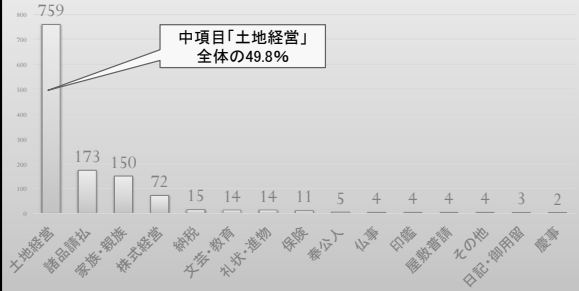 800
700
600
500
400
300
200
100
0
759
173
150
72
15
14
14
11
5
4
4
4
4
3
2
中項目「土地経営」
全体の49.8%
土地経営
諸品請払
家族・親族
株式経営
納税
文芸・教育
礼状・進物
保険
奉公人
仏事
印鑑
屋敷普請
その他
日記・御用留
慶事